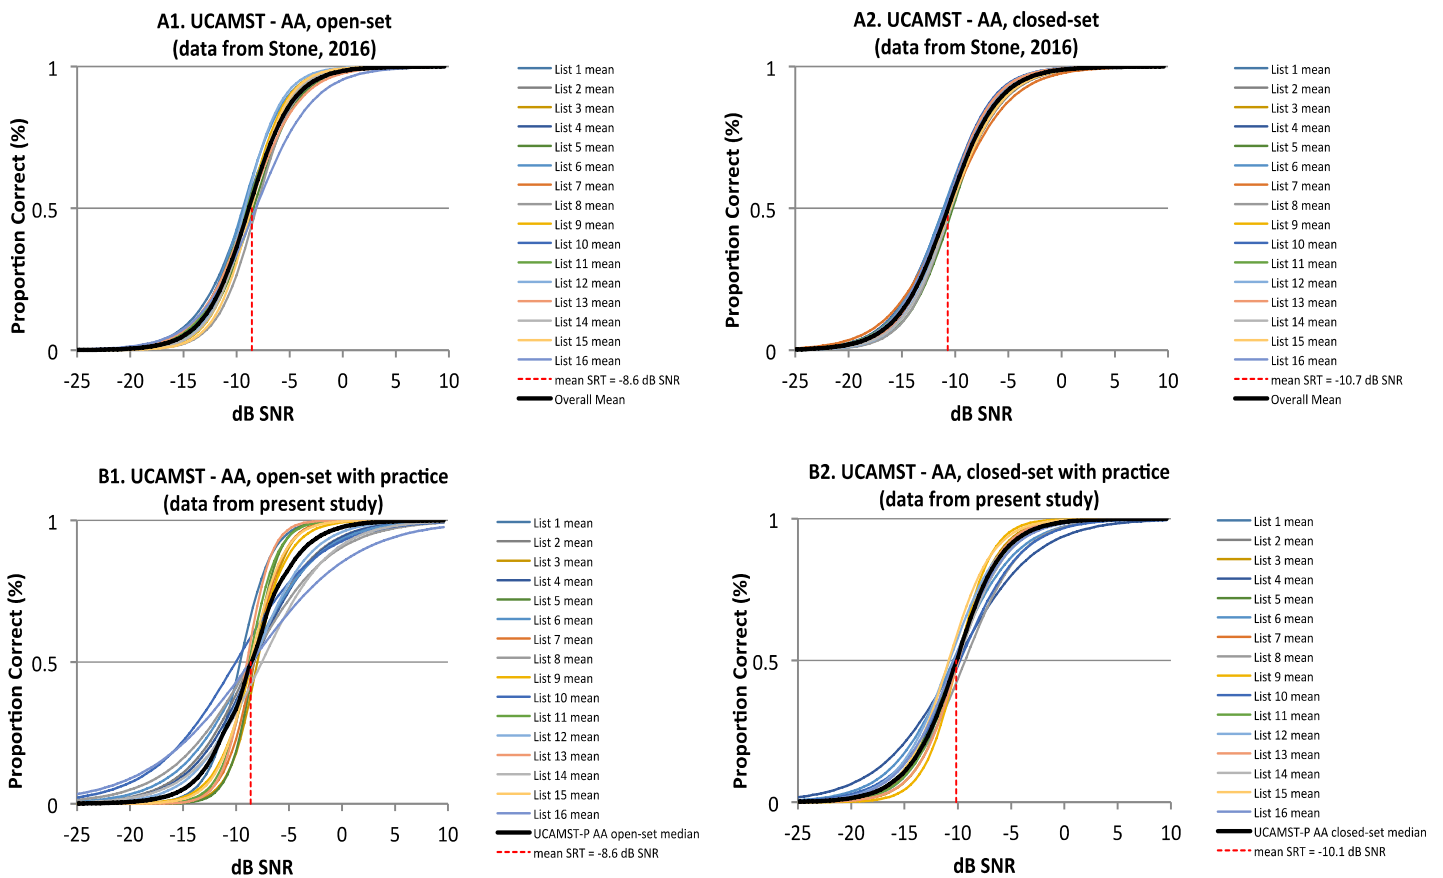 A1. UCAMST - AA, open-set
(data from Stone, 2016)
1
0.5
0
Proportion Correct (%)
-25 -20 -15 -10 -5 0 5 10
dB SNR
List 1 mean
List 2 mean
List 3 mean
List 4 mean
List 5 mean
List 6 mean
List 7 mean
List 8 mean
List 9 mean
List 10 mean
List 11 mean
List 12 mean
List 13 mean
List 14 mean
List 15 mean
List 16 mean
mean SRT = -8.6 dB SNR
Overall Mean
A2. UCAMST - AA, closed-set
(data from Stone, 2016)
1
0.5
0
Proportion Correct (%)
-25 -20 -15 -10 -5 0 5 10
dB SNR
List 1 mean
List 2 mean
List 3 mean
List 4 mean
List 5 mean
List 6 mean
List 7 mean
List 8 mean
List 9 mean
List 10 mean
List 11 mean
List 12 mean
List 13 mean
List 14 mean
List 15 mean
List 16 mean
mean SRT = -10.7 dB SNR
Overall Mean
B1. UCAMST - AA, open-set with practice
(data from present study)
1
0.5
0
Proportion Correct (%)
-25 -20 -15 -10 -5 0 5 10
dB SNR
List 1 mean
List 2 mean
List 3 mean
List 4 mean
List 5 mean
List 6 mean
List 7 mean
List 8 mean
List 9 mean
List 10 mean
List 11 mean
List 12 mean
List 13 mean
List 14 mean
List 15 mean
List 16 mean
UCAMST-P AA open-set median
mean SRT = -8.6 dB SNR
B2. UCAMST - AA, closed-set with practice
(data from present study)
1
0.5
0
Proportion Correct (%)
-25 -20 -15 -10 -5 0 5 10
dB SNR
List 1 mean
List 2 mean
List 3 mean
List 4 mean
List 5 mean
List 6 mean
List 7 mean
List 8 mean
List 9 mean
List 10 mean
List 11 mean
List 12 mean
List 13 mean
List 14 mean
List 15 mean
List 16 mean
UCAMST-P AA closed-set median
mean SRT = -10.1 dB SNR